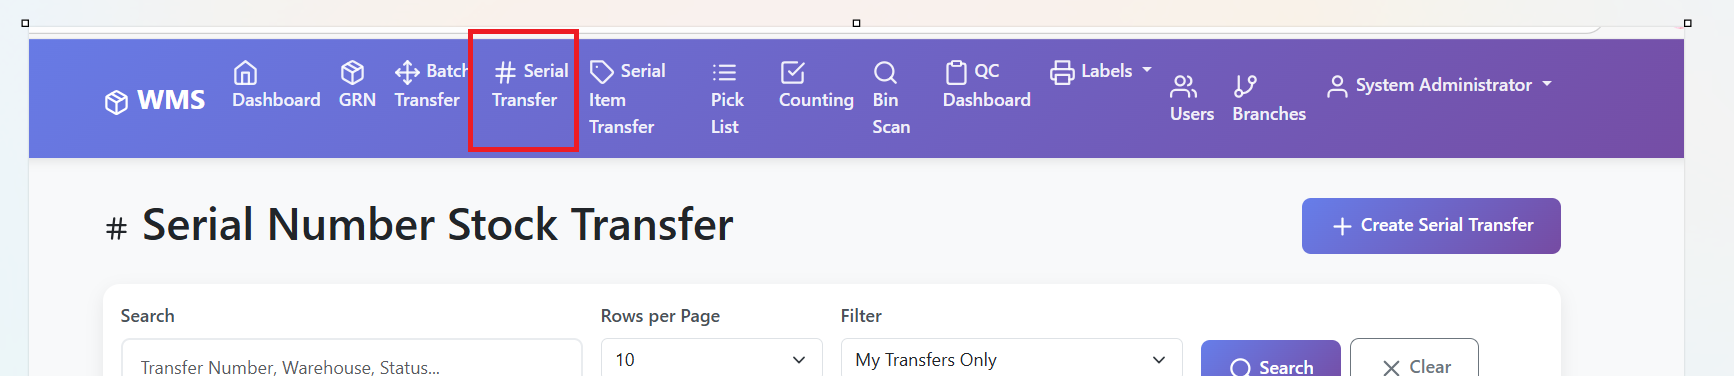 WMS
Dashboard
GRN
Batch
Transfer
# Serial
Transfer
Serial
Item
Transfer
Pick
List
Counting
Bin
Scan
QC
Dashboard
Labels
Users
Branches
System Administrator
# Serial Number Stock Transfer
+ Create Serial Transfer
Search
Rows per Page
Filter
Transfer Number, Warehouse, Status...
10
My Transfers Only
Search
Clear